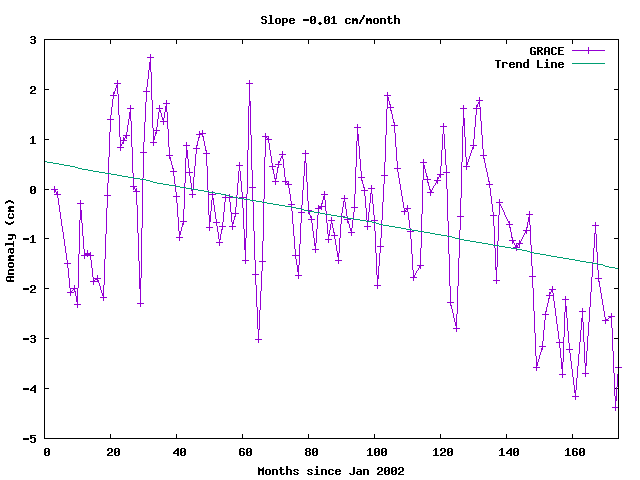 Slope -0.01 cm/month
GRACE
Trend Line
3
2
1
0
-1
-2
-3
-4
-5
Anomaly (cm)
0 20 40 60 80 100 120 140 160
Months since Jan 2002